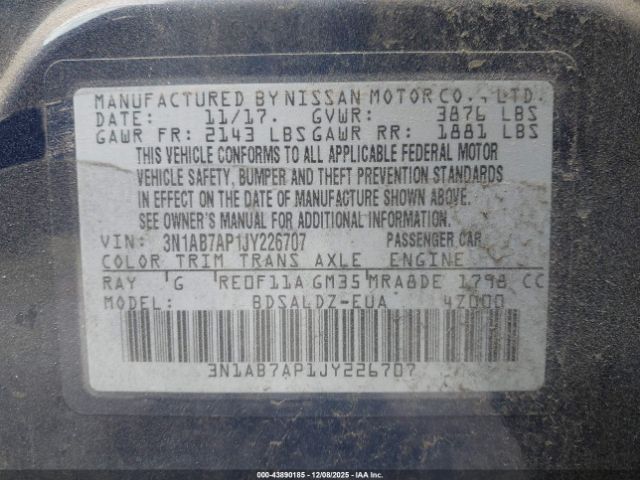 MANUFACTURED BY NISSAN MOTOR CO., LTD.
DATE: 11/17. GVWR: 3876 LBS
GAWR FR: 2143 LBS GAWR RR: 1881 LBS
THIS VEHICLE CONFORMS TO ALL APPLICABLE FEDERAL MOTOR
VEHICLE SAFETY, BUMPER AND THEFT PREVENTION STANDARDS
IN EFFECT ON THE DATE OF MANUFACTURE SHOWN ABOVE.
SEE OWNER'S MANUAL FOR ADDITIONAL INFORMATION.
VIN: 3N1AB7AP1JY226707 PASSENGER CAR
COLOR TRIM TRANS AXLE ENGINE
RAY G RE0F11A GM35 MRA8DE 1798 CC
MODEL: BDSALDZ-EUA 4Z000
3N1AB7AP1JY226707
000-43890185 - 12/08/2025 - IAA Inc.